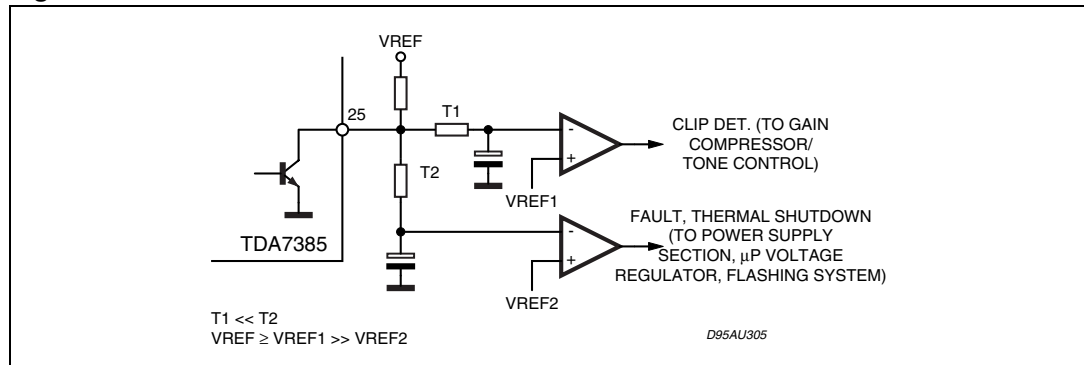 VREF
25
T1
T2
TDA7385
VREF1
CLIP DET. (TO GAIN
COMPRESSOR/
TONE CONTROL)
-
+
FAULT, THERMAL SHUTDOWN
(TO POWER SUPPLY
SECTION, μP VOLTAGE
REGULATOR, FLASHING SYSTEM)
-
+
VREF2
T1 << T2
VREF ≥ VREF1 >> VREF2
D95AU305